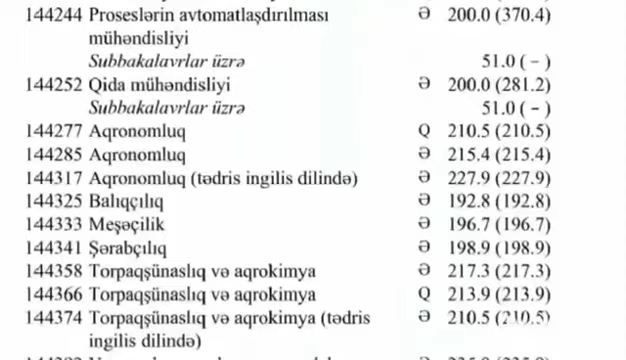 144244 Proseslərin avtomatlaşdırılması Ə 200.0 (370.4)
mühəndisliyi
Subbakalavrlar üzrə 51.0 ( - )
144252 Qida mühəndisliyi Ə 200.0 (281.2)
Subbakalavrlar üzrə 51.0 ( - )
144277 Aqronomluq Q 210.5 (210.5)
144285 Aqronomluq Ə 215.4 (215.4)
144317 Aqronomluq (tədris ingilis dilində) Ə 227.9 (227.9)
144325 Balıqçılıq Ə 192.8 (192.8)
144333 Meşəçilik Ə 196.7 (196.7)
144341 Şərabçılıq Ə 198.9 (198.9)
144358 Torpaqşünaslıq və aqrokimya Ə 217.3 (217.3)
144366 Torpaqşünaslıq və aqrokimya Q 213.9 (213.9)
144374 Torpaqşünaslıq və aqrokimya (tədris Ə 210.5 (210.5)
ingilis dilində)